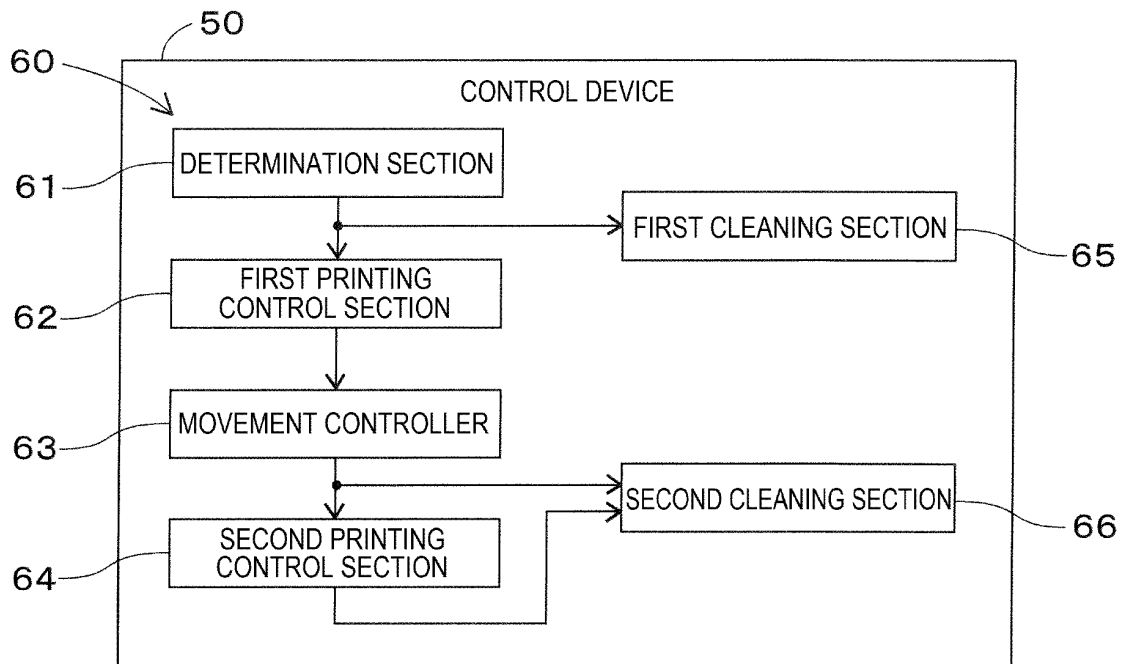 50
60
CONTROL DEVICE
DETERMINATION SECTION
61
FIRST CLEANING SECTION
65
FIRST PRINTING
CONTROL SECTION
62
MOVEMENT CONTROLLER
63
SECOND CLEANING SECTION
66
SECOND PRINTING
CONTROL SECTION
64